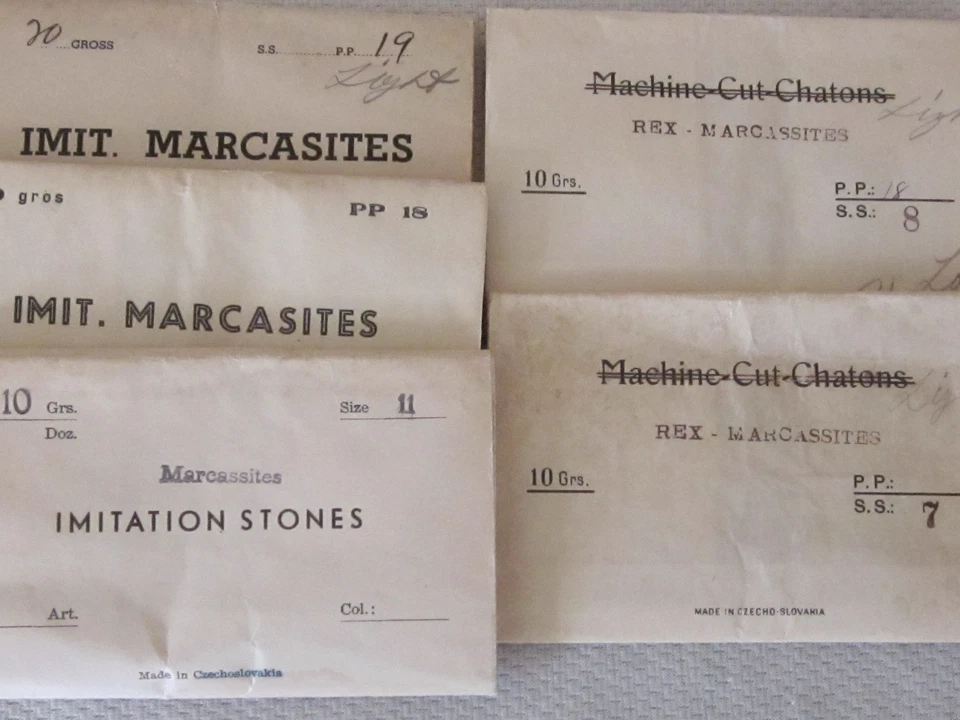 20 GROSS S.S. P.P. 19
Light
IMIT. MARCASITES
gros PP 18
IMIT. MARCASITES
10 Grs. Size 11
Doz.
Marcassites
IMITATION STONES
Art. Col.:
Made in Czechoslovakia
Machine-Cut-Chatons
REX - MARCASSITES
10 Grs. P.P.: 18
S.S.: 8
Machine-Cut-Chatons
REX - MARCASSITES
10 Grs. P.P.:
S.S.: 7
MADE IN CZECHO-SLOVAKIA